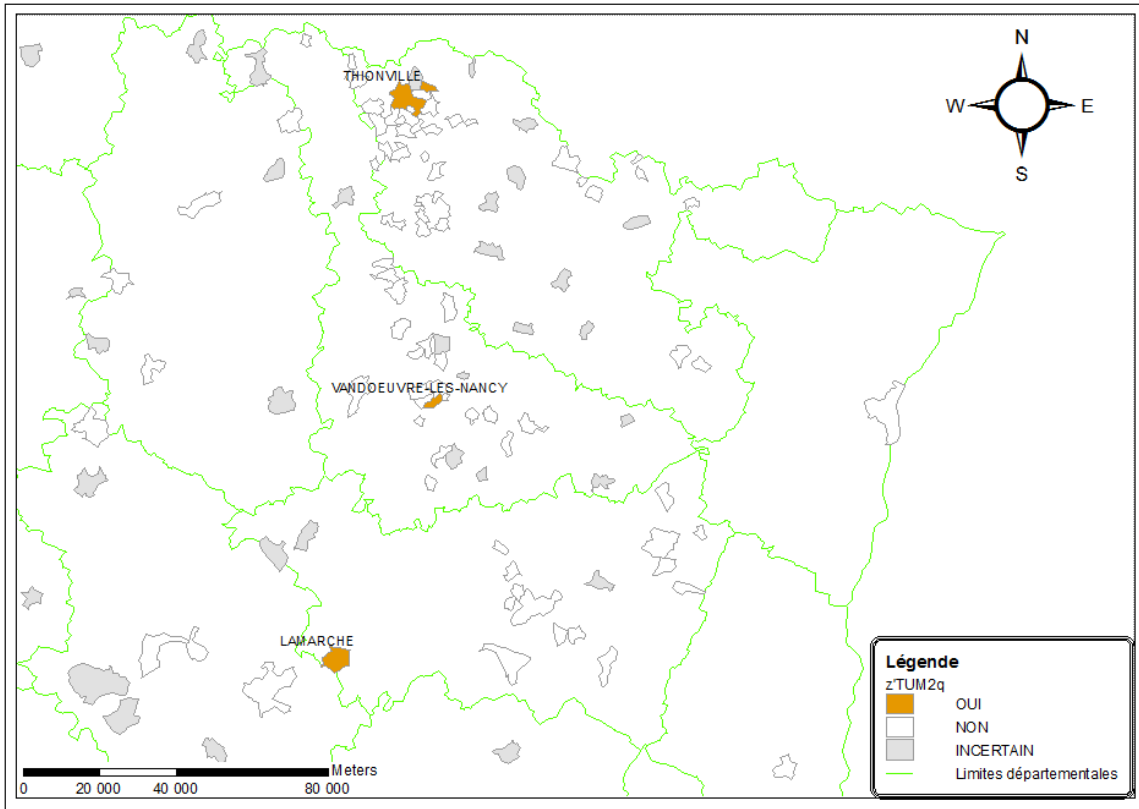 N
THIONVILLE
W E
S
VANDOEUVRE-LES-NANCY
LAMARCHE
Légende
z'TUM2q
OUI
NON
INCERTAIN
Limites départementales
Meters
0 20 000 40 000 80 000